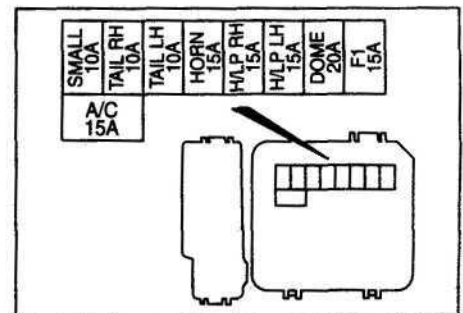 SMALL
10A
TAIL RH
10A
TAIL LH
10A
HORN
15A
H/LP RH
15A
H/LP LH
15A
DOME
20A
F1
15A
A/C
15A